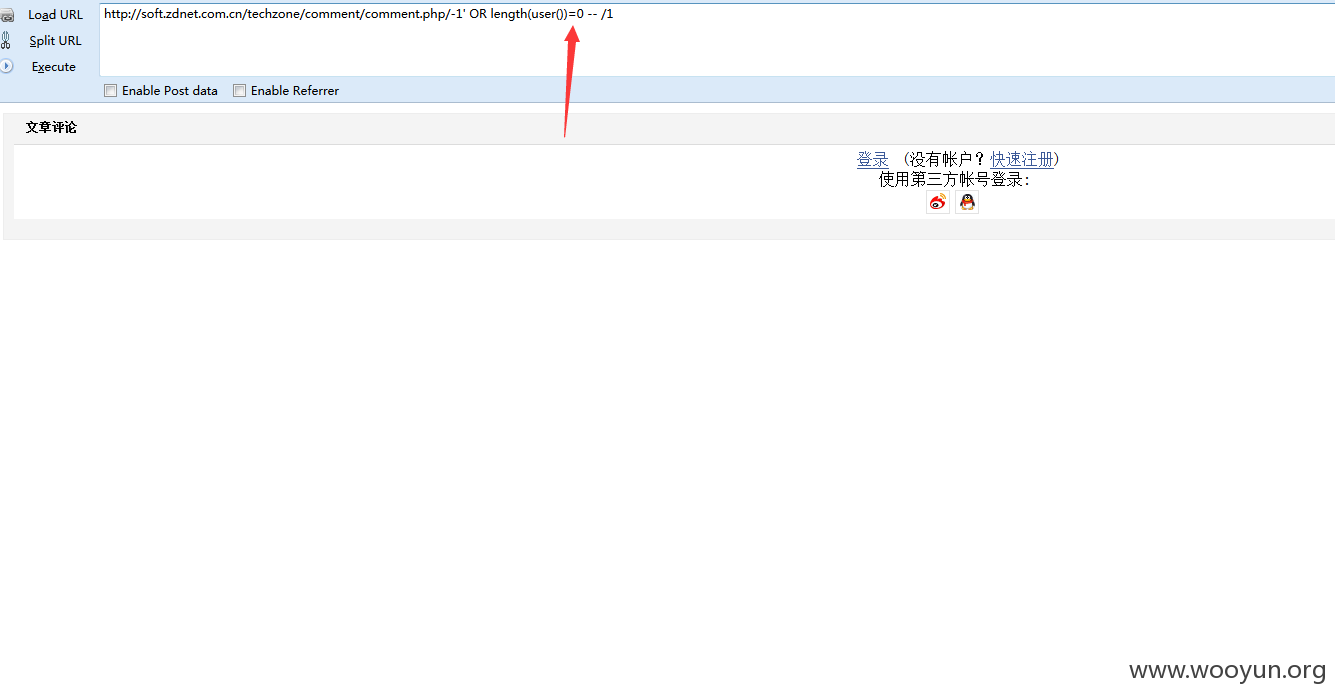 Load URL
http://soft.zdnet.com.cn/techzone/comment/comment.php/-1' OR length(user())=0 -- /1
Split URL
Execute
Enable Post data Enable Referrer
文章评论
登录 (没有帐户？快速注册)
使用第三方帐号登录：
www.wooyun.org